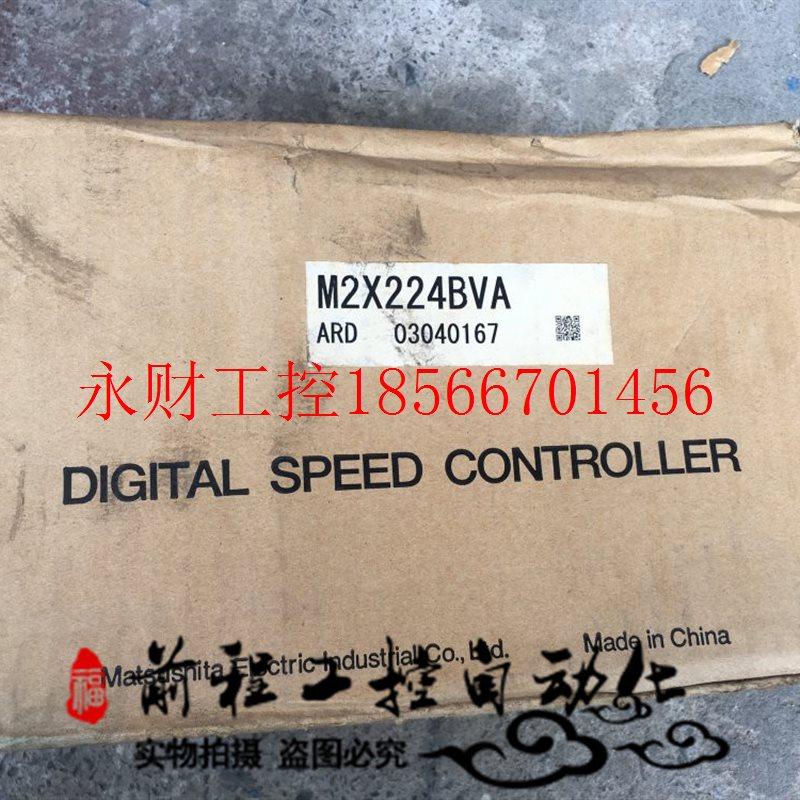 M2X224BVA
ARD 03040167
永财工控18566701456
DIGITAL SPEED CONTROLLER
Matsushita Electric Industrial Co., Ltd. Made in China
福
前程工控自动化
实物拍摄 盗图必究